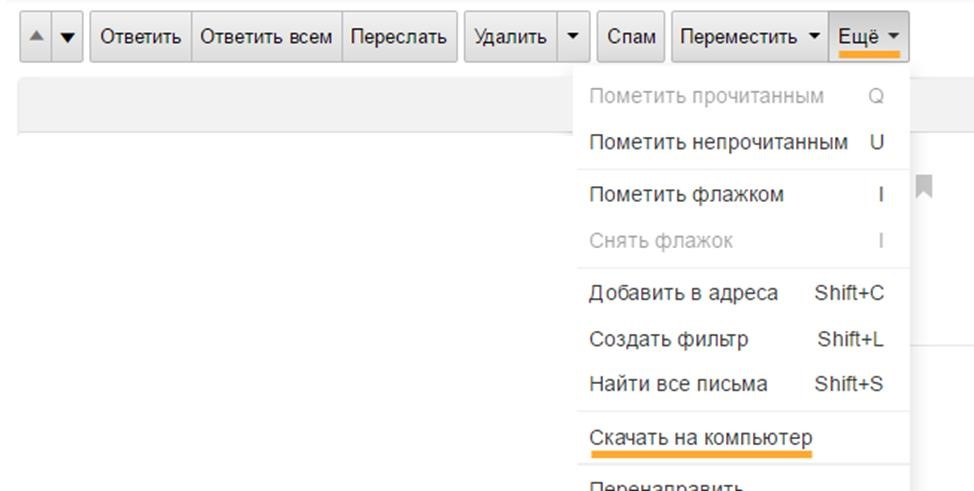 Ответить Ответить всем Переслать Удалить Спам Переместить Ещё
Пометить прочитанным Q
Пометить непрочитанным U
Пометить флажком I
Снять флажок I
Добавить в адреса Shift+C
Создать фильтр Shift+L
Найти все письма Shift+S
Скачать на компьютер
Перенаправить